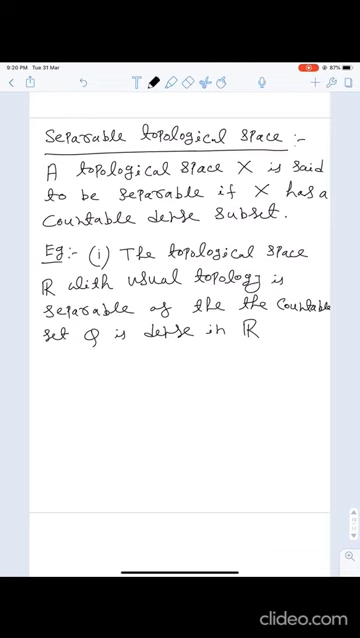 9:20 PM Tue 31 Mar
87%
Separable topological space :-
A topological space X is said
to be separable if X has a
countable dense subset.
Eg:- (i) The topological space
ℝ with usual topology is
separable as the the countable
set Q is dense in ℝ
clideo.com